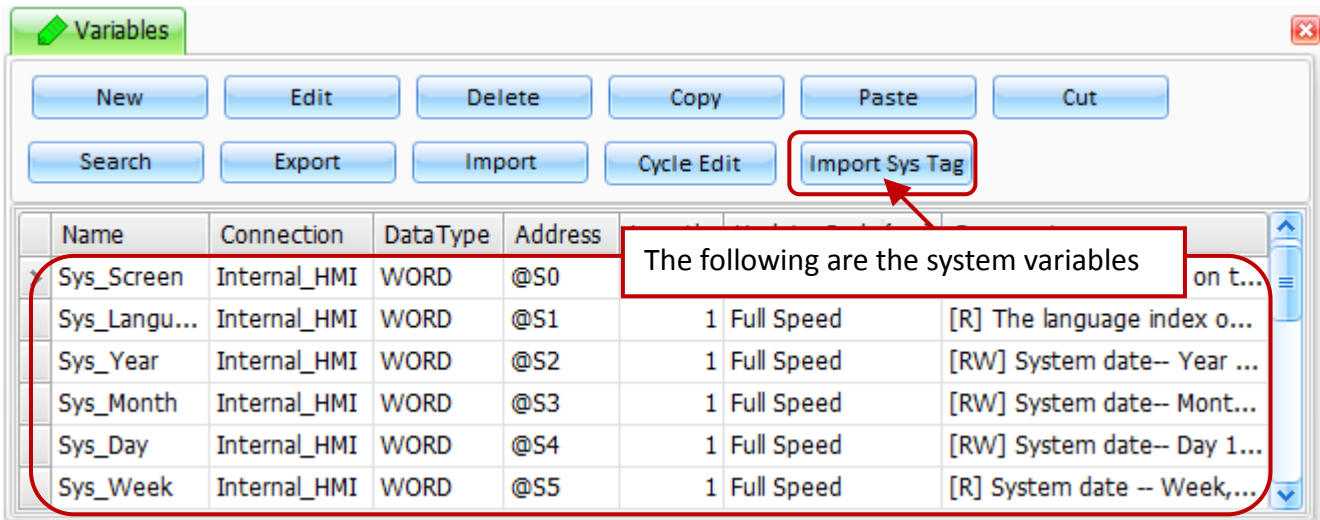 Variables
New Edit Delete Copy Paste Cut
Search Export Import Cycle Edit Import Sys Tag
Name Connection DataType Address
The following are the system variables
Sys_Screen Internal_HMI WORD @S0 on t...
Sys_Langu... Internal_HMI WORD @S1 1 Full Speed [R] The language index o...
Sys_Year Internal_HMI WORD @S2 1 Full Speed [RW] System date-- Year ...
Sys_Month Internal_HMI WORD @S3 1 Full Speed [RW] System date-- Mont...
Sys_Day Internal_HMI WORD @S4 1 Full Speed [RW] System date-- Day 1...
Sys_Week Internal_HMI WORD @S5 1 Full Speed [R] System date -- Week,...